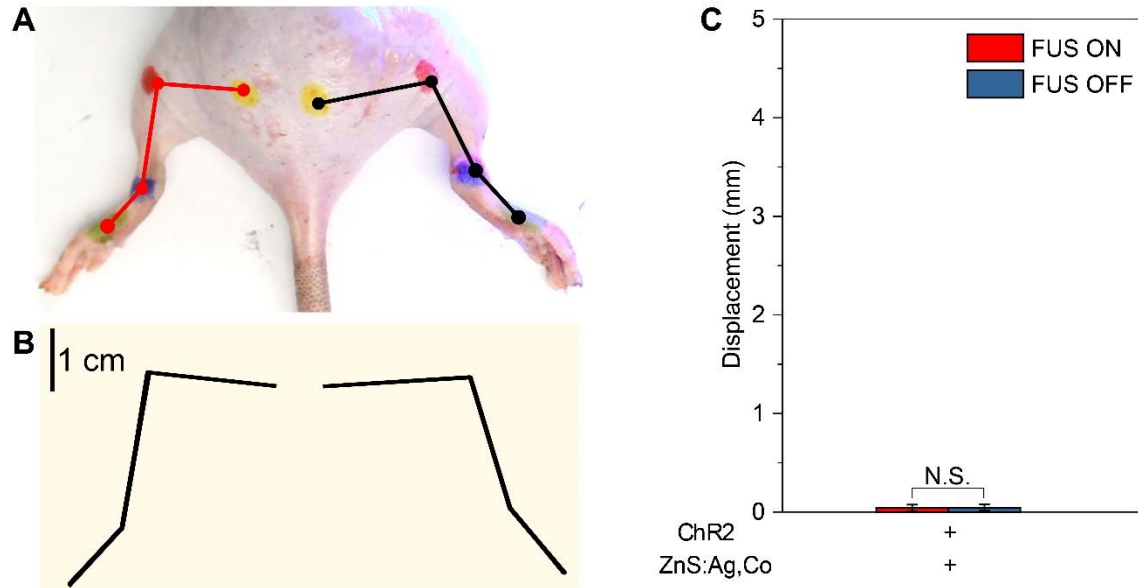 A
B
1 cm
C
FUS ON
FUS OFF
Displacement (mm)
5
4
3
2
1
0
N.S.
ChR2 +
ZnS:Ag,Co +